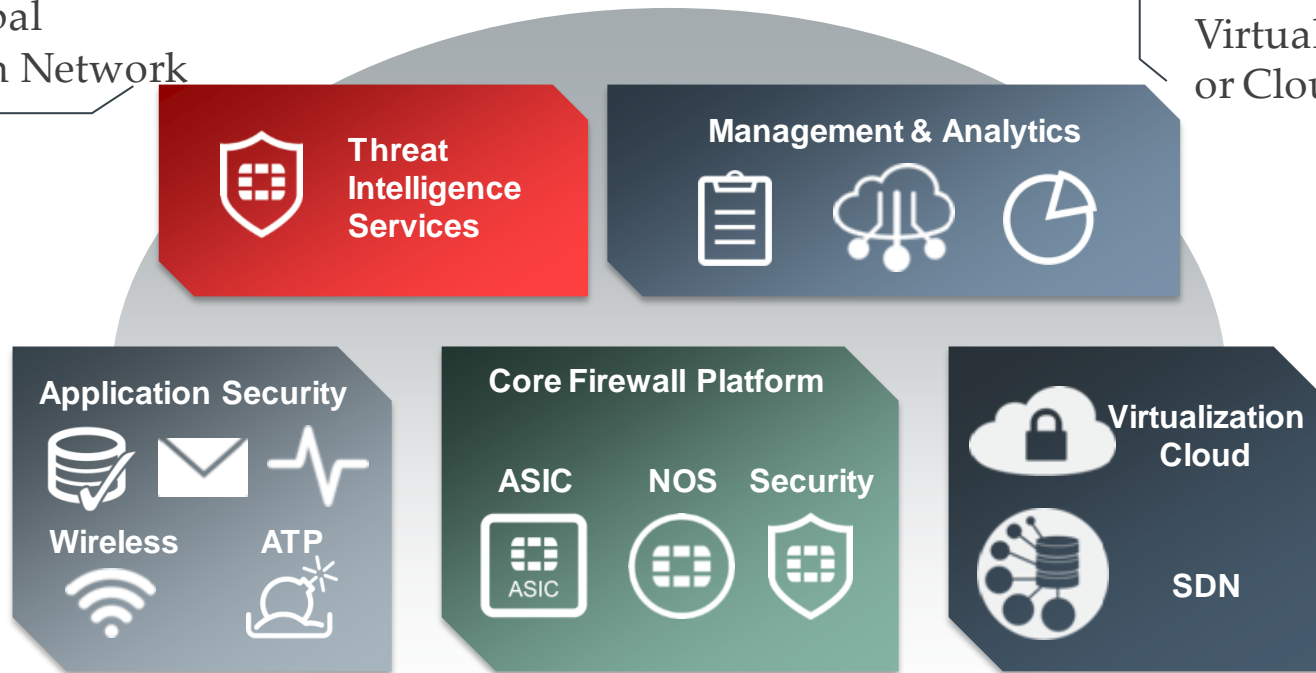 Network
Virtual
or Clou
Threat
Intelligence
Services
Management & Analytics
Application Security
Wireless ATP
Core Firewall Platform
ASIC NOS Security
ASIC
Virtualization
Cloud
SDN